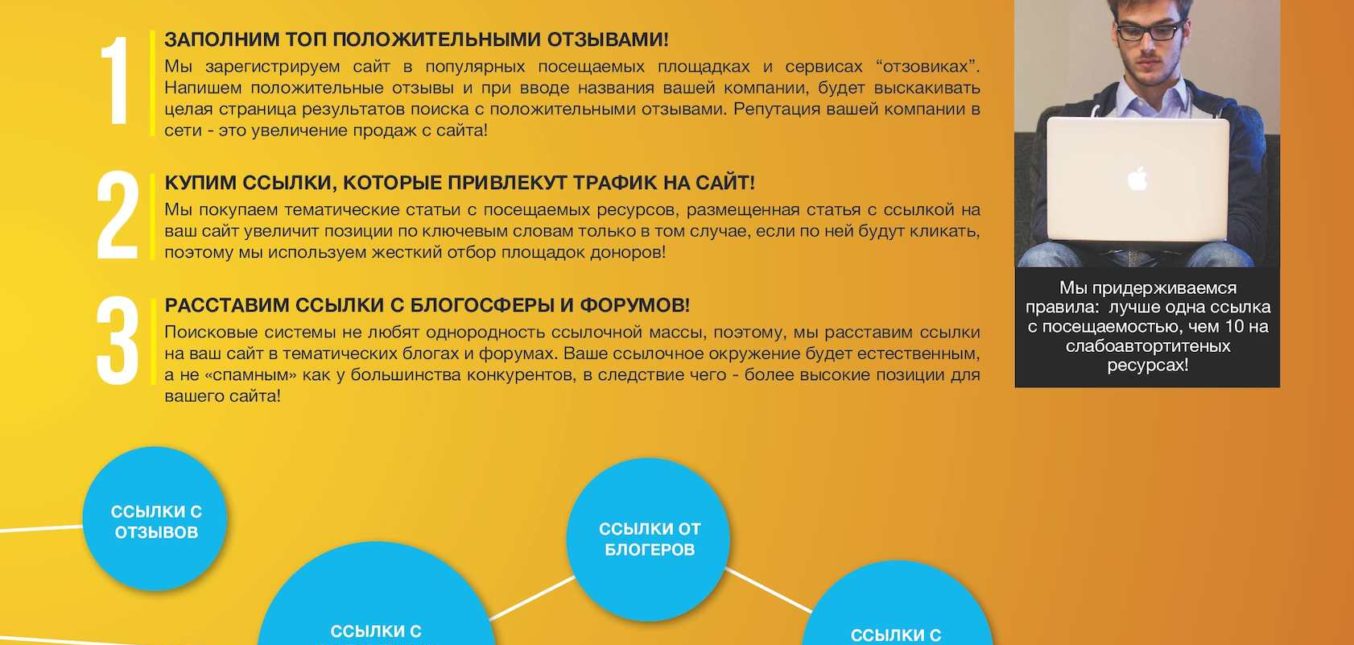 1
ЗАПОЛНИМ ТОП ПОЛОЖИТЕЛЬНЫМИ ОТЗЫВАМИ!
Мы зарегистрируем сайт в популярных посещаемых площадках и сервисах “отзовиках”.
Напишем положительные отзывы и при вводе названия вашей компании, будет выскакивать
целая страница результатов поиска с положительными отзывами. Репутация вашей компании в
сети - это увеличение продаж с сайта!
2
КУПИМ ССЫЛКИ, КОТОРЫЕ ПРИВЛЕКУТ ТРАФИК НА САЙТ!
Мы покупаем тематические статьи с посещаемых ресурсов, размещенная статья с ссылкой на
ваш сайт увеличит позиции по ключевым словам только в том случае, если по ней будут кликать,
поэтому мы используем жесткий отбор площадок доноров!
3
РАССТАВИМ ССЫЛКИ С БЛОГОСФЕРЫ И ФОРУМОВ!
Поисковые системы не любят однородность ссылочной массы, поэтому, мы расставим ссылки
на ваш сайт в тематических блогах и форумах. Ваше ссылочное окружение будет естественным,
а не «спамным» как у большинства конкурентов, в следствие чего - более высокие позиции для
вашего сайта!
Мы придерживаемся
правила: лучше одна ссылка
с посещаемостью, чем 10 на
слабоавтортитеных
ресурсах!
ССЫЛКИ С
ОТЗЫВОВ
ССЫЛКИ ОТ
БЛОГЕРОВ
ССЫЛКИ С
ССЫЛКИ С